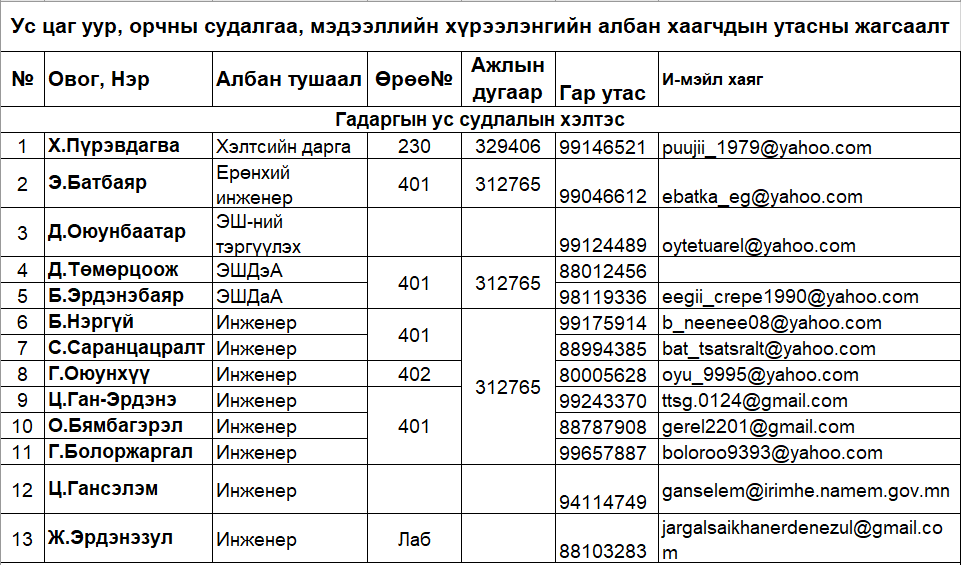 Ус цаг уур, орчны судалгаа, мэдээллийн хүрээлэнгийн албан хаагчдын утасны жагсаалт
№ Овог, Нэр Албан тушаал Өрөө№ Ажлын дугаар Гар утас И-мэйл хаяг
Гадаргын ус судлалын хэлтэс
1 Х.Пүрэвдагва Хэлтсийн дарга 230 329406 99146521 puujii_1979@yahoo.com
2 Э.Батбаяр Ерөнхий инженер 401 312765 99046612 ebatka_eg@yahoo.com
3 Д.Оюунбаатар ЭШ-ний тэргүүлэх 99124489 oytetuarel@yahoo.com
4 Д.Төмөрцоож ЭШДэА 401 312765 88012456
5 Б.Эрдэнэбаяр ЭШДаА 98119336 eegii_crepe1990@yahoo.com
6 Б.Нэргүй Инженер 401 312765 99175914 b_neenee08@yahoo.com
7 С.Саранцацралт Инженер 88994385 bat_tsatsralt@yahoo.com
8 Г.Оюунхүү Инженер 402 80005628 oyu_9995@yahoo.com
9 Ц.Ган-Эрдэнэ Инженер 401 99243370 ttsg.0124@gmail.com
10 О.Бямбагэрэл Инженер 88787908 gerel2201@gmail.com
11 Г.Болоржаргал Инженер 99657887 boloroo9393@yahoo.com
12 Ц.Гансэлэм Инженер 94114749 ganselem@irimhe.namem.gov.mn
13 Ж.Эрдэнэзул Инженер Лаб 88103283 jargalsaikhanerdenezul@gmail.co
m